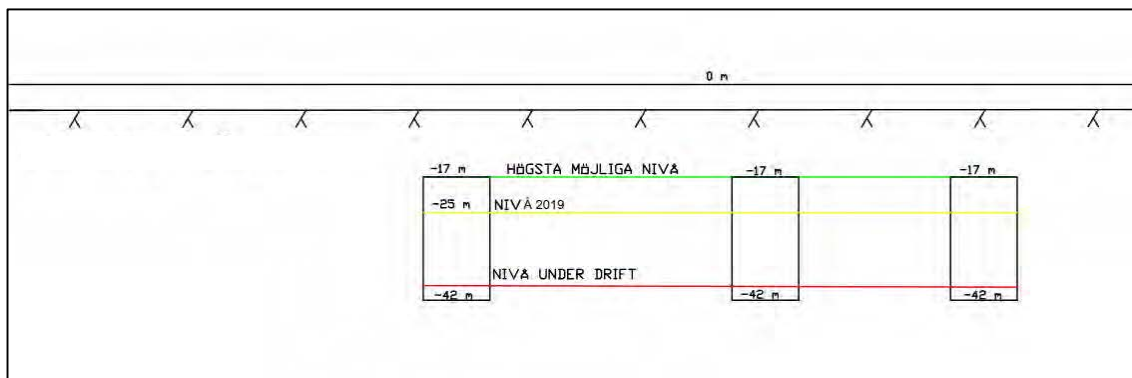 0 m
-17 m HÖGSTA MÖJLIGA NIVÅ -17 m -17 m
-25 m NIVÅ 2019
NIVÅ UNDER DRIFT
-42 m -42 m -42 m